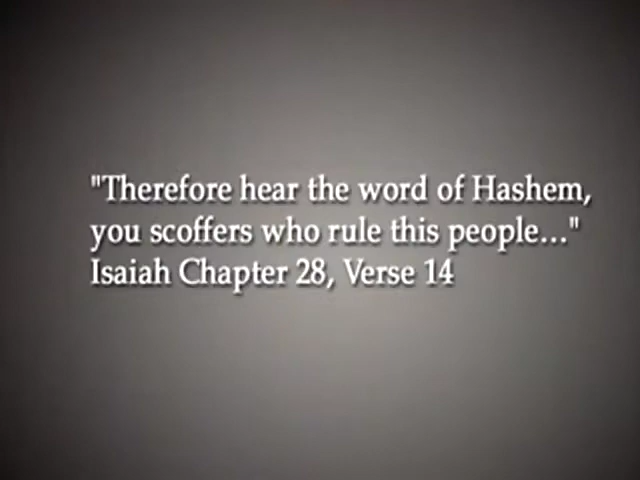 "Therefore hear the word of Hashem,
you scoffers who rule this people..."
Isaiah Chapter 28, Verse 14